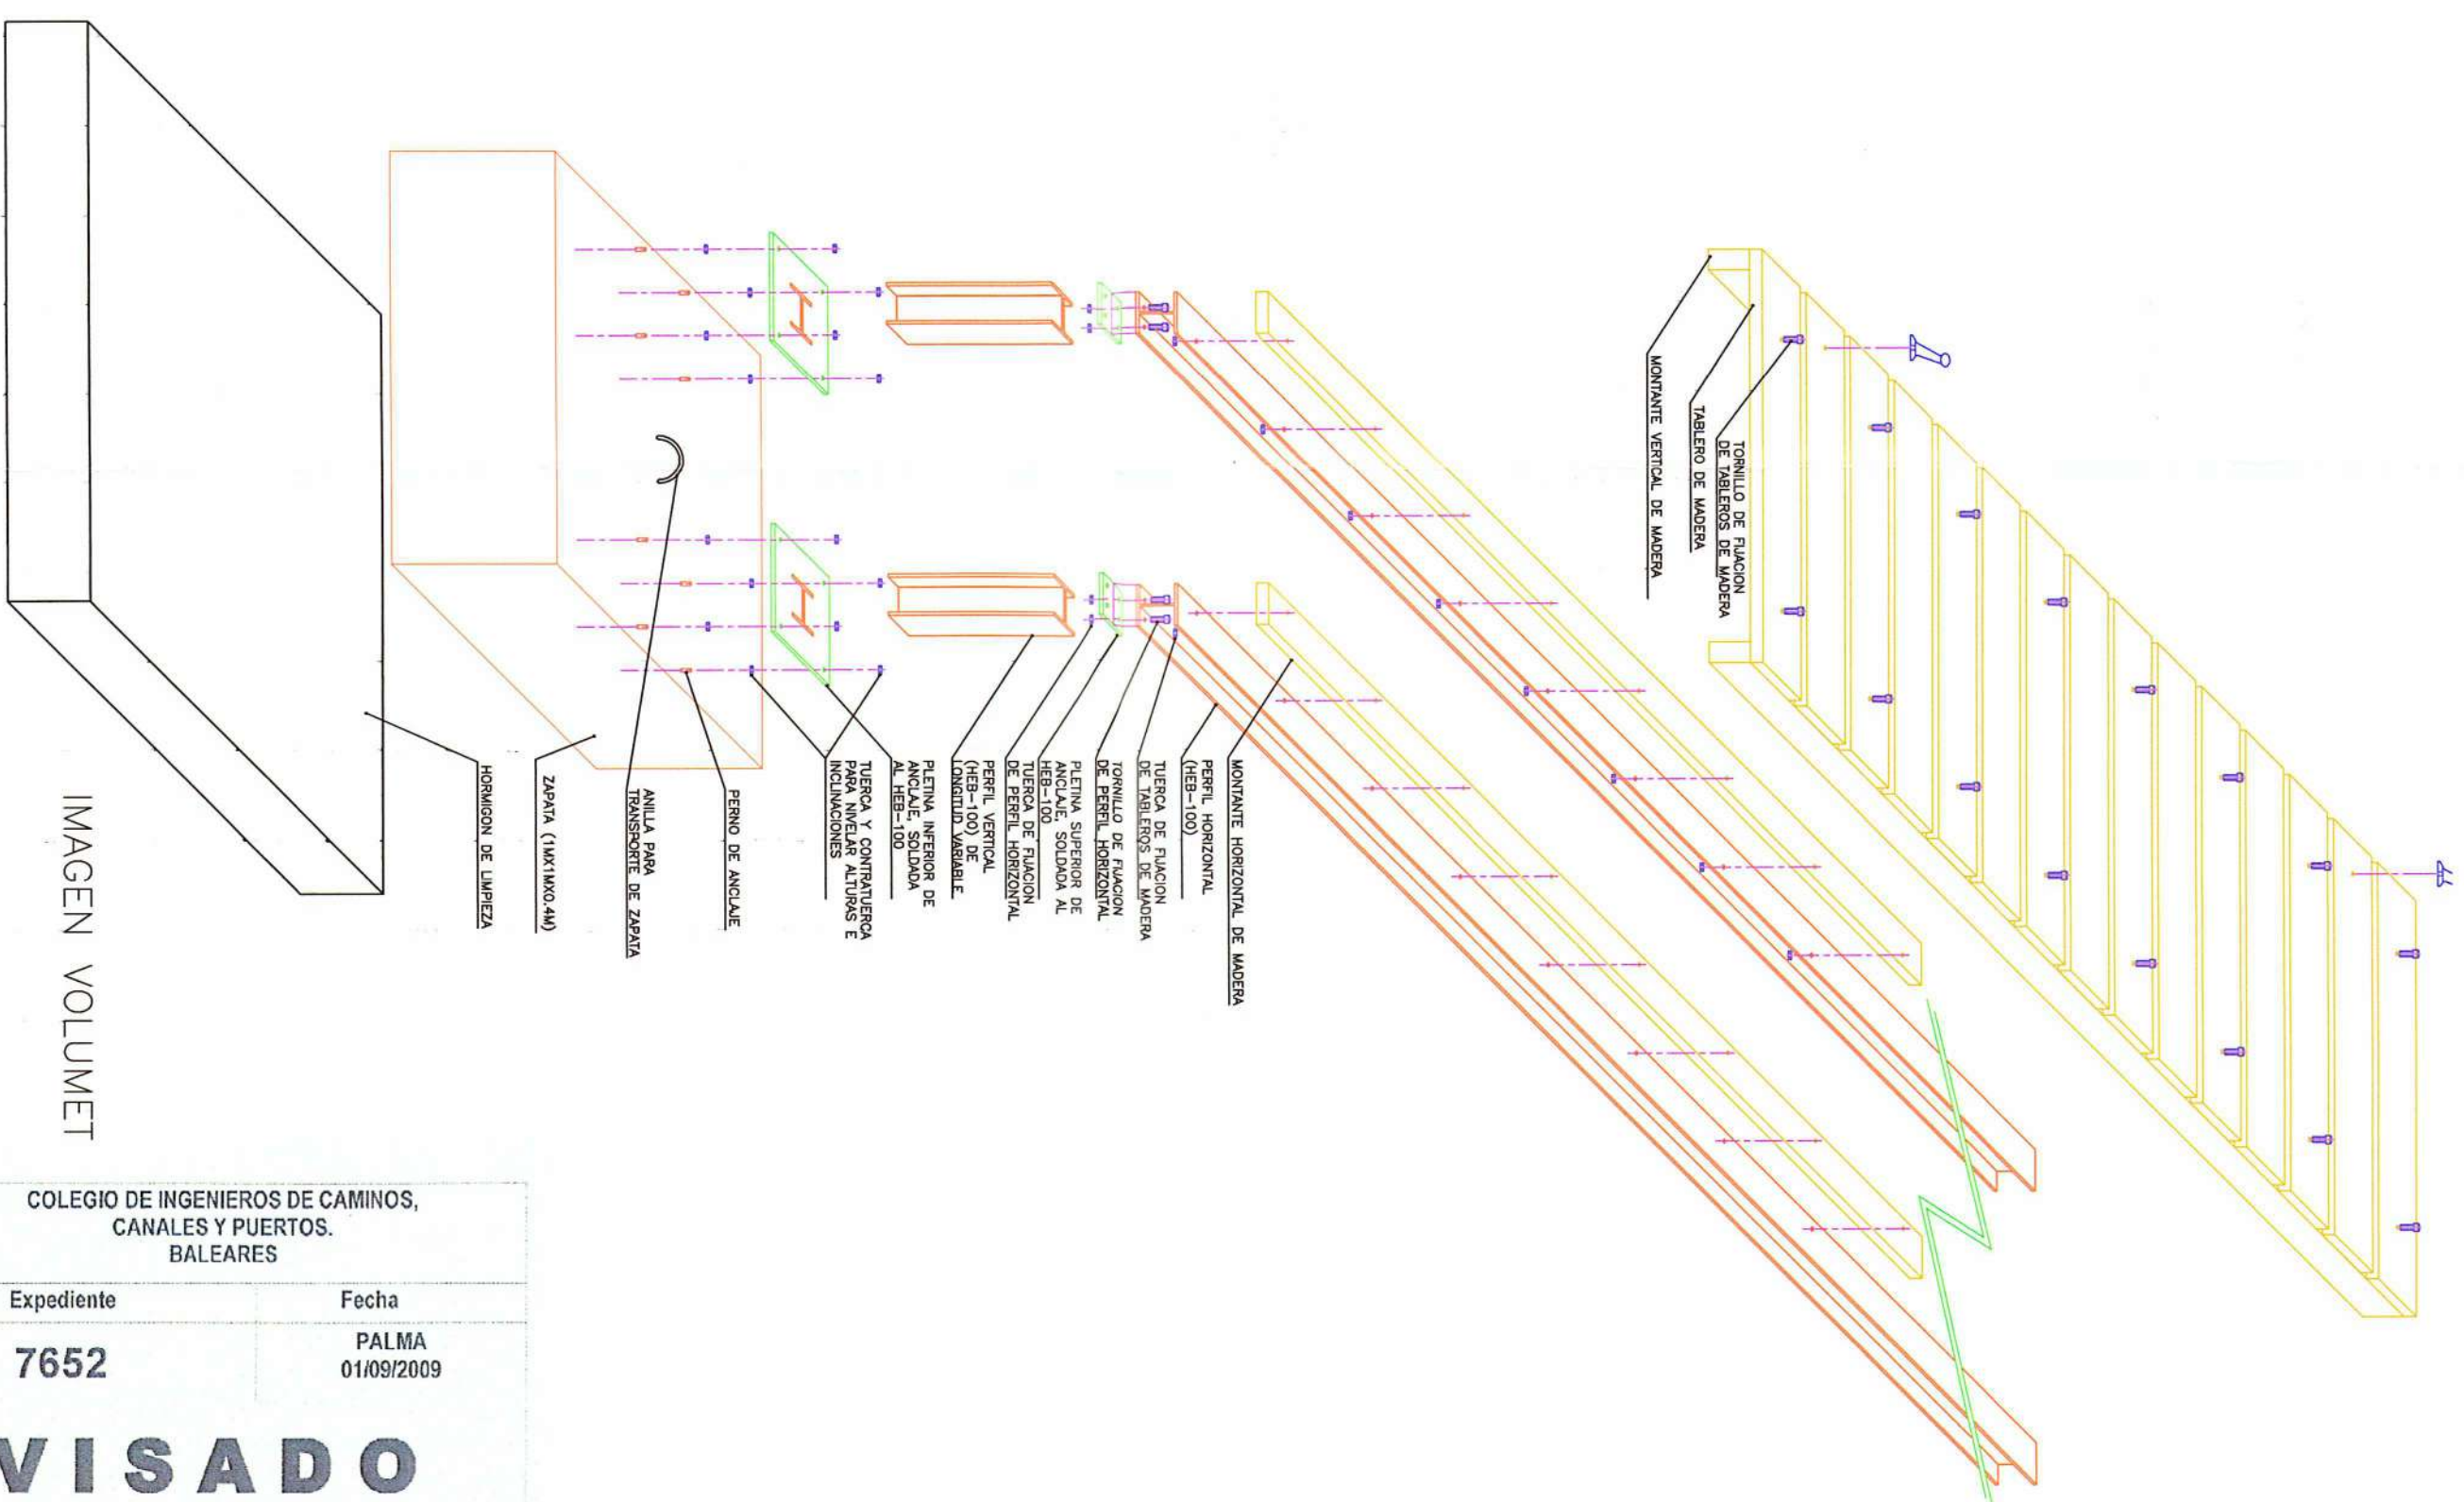 TORNILLO DE FIJACION
DE TABLEROS DE MADERA
TABLERO DE MADERA
MONTANTE VERTICAL DE MADERA
MONTANTE HORIZONTAL DE MADERA
PERFIL HORIZONTAL
(HEB-100)
TUERCA DE FIJACION
DE TABLEROS DE MADERA
TORNILLO DE FIJACION
DE PERFIL HORIZONTAL
PLETINA SUPERIOR DE
ANCLAJE, SOLDADA AL
HEB-100
TUERCA DE FIJACION
DE PERFIL HORIZONTAL
PERFIL VERTICAL
(HEB-100) DE
LONGITUD VARIABLE
PLETINA INFERIOR DE
ANCLAJE, SOLDADA
AL HEB-100
TUERCA Y CONTRATUERCA
PARA NIVELAR ALTURAS E
INCLINACIONES
PERNO DE ANCLAJE
ANILLA PARA
TRANSPORTE DE ZAPATA
ZAPATA (1MX1MX0.4M)
HORMIGON DE LIMPIEZA
IMAGEN VOLUMET
COLEGIO DE INGENIEROS DE CAMINOS,
CANALES Y PUERTOS.
BALEARES
Expediente Fecha
7652 PALMA
01/09/2009
VISADO